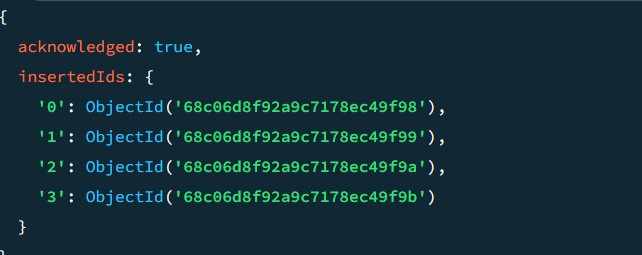 {
acknowledged: true,
insertedIds: {
'0': ObjectId('68c06d8f92a9c7178ec49f98'),
'1': ObjectId('68c06d8f92a9c7178ec49f99'),
'2': ObjectId('68c06d8f92a9c7178ec49f9a'),
'3': ObjectId('68c06d8f92a9c7178ec49f9b')
}
}